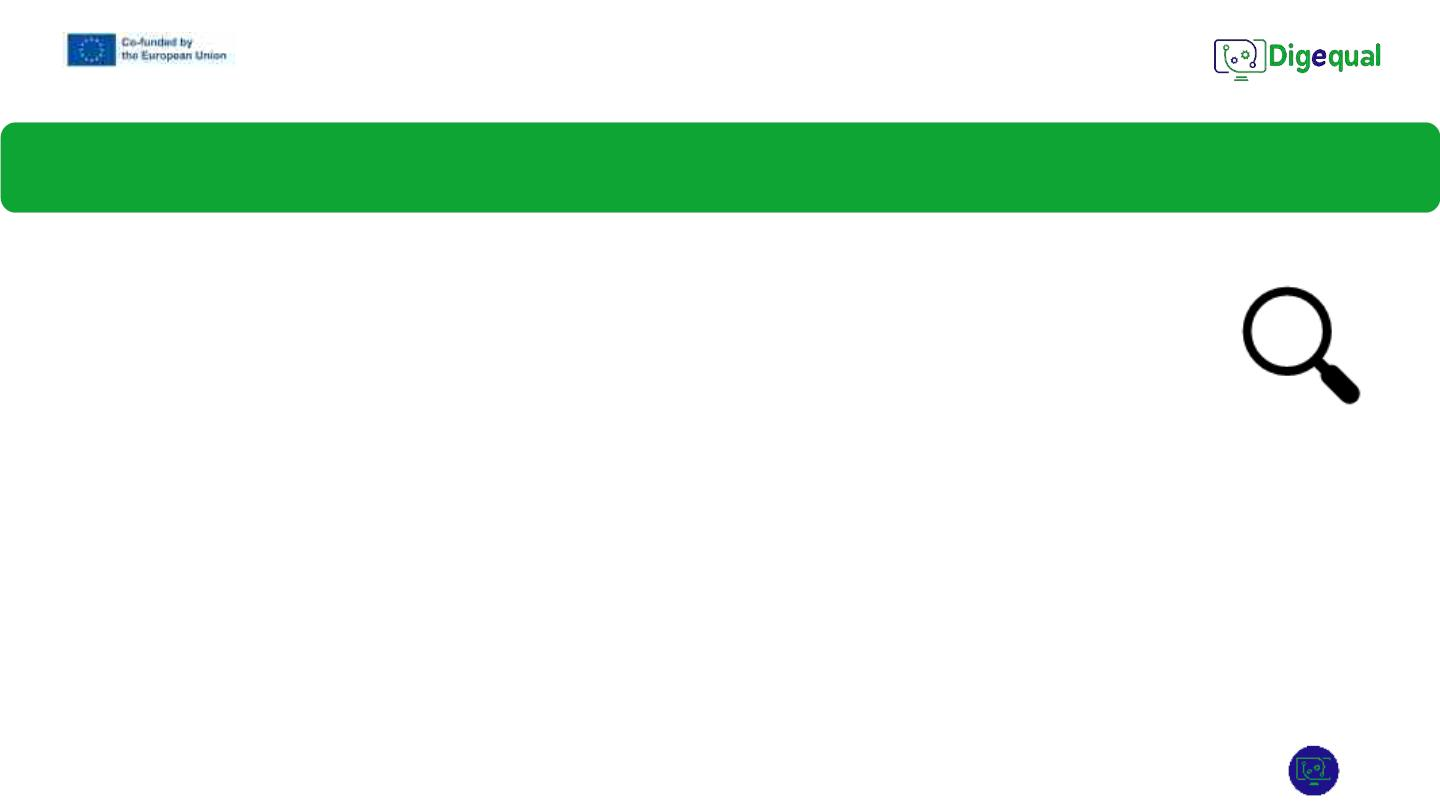 Co-funded by
the European Union
Digequal